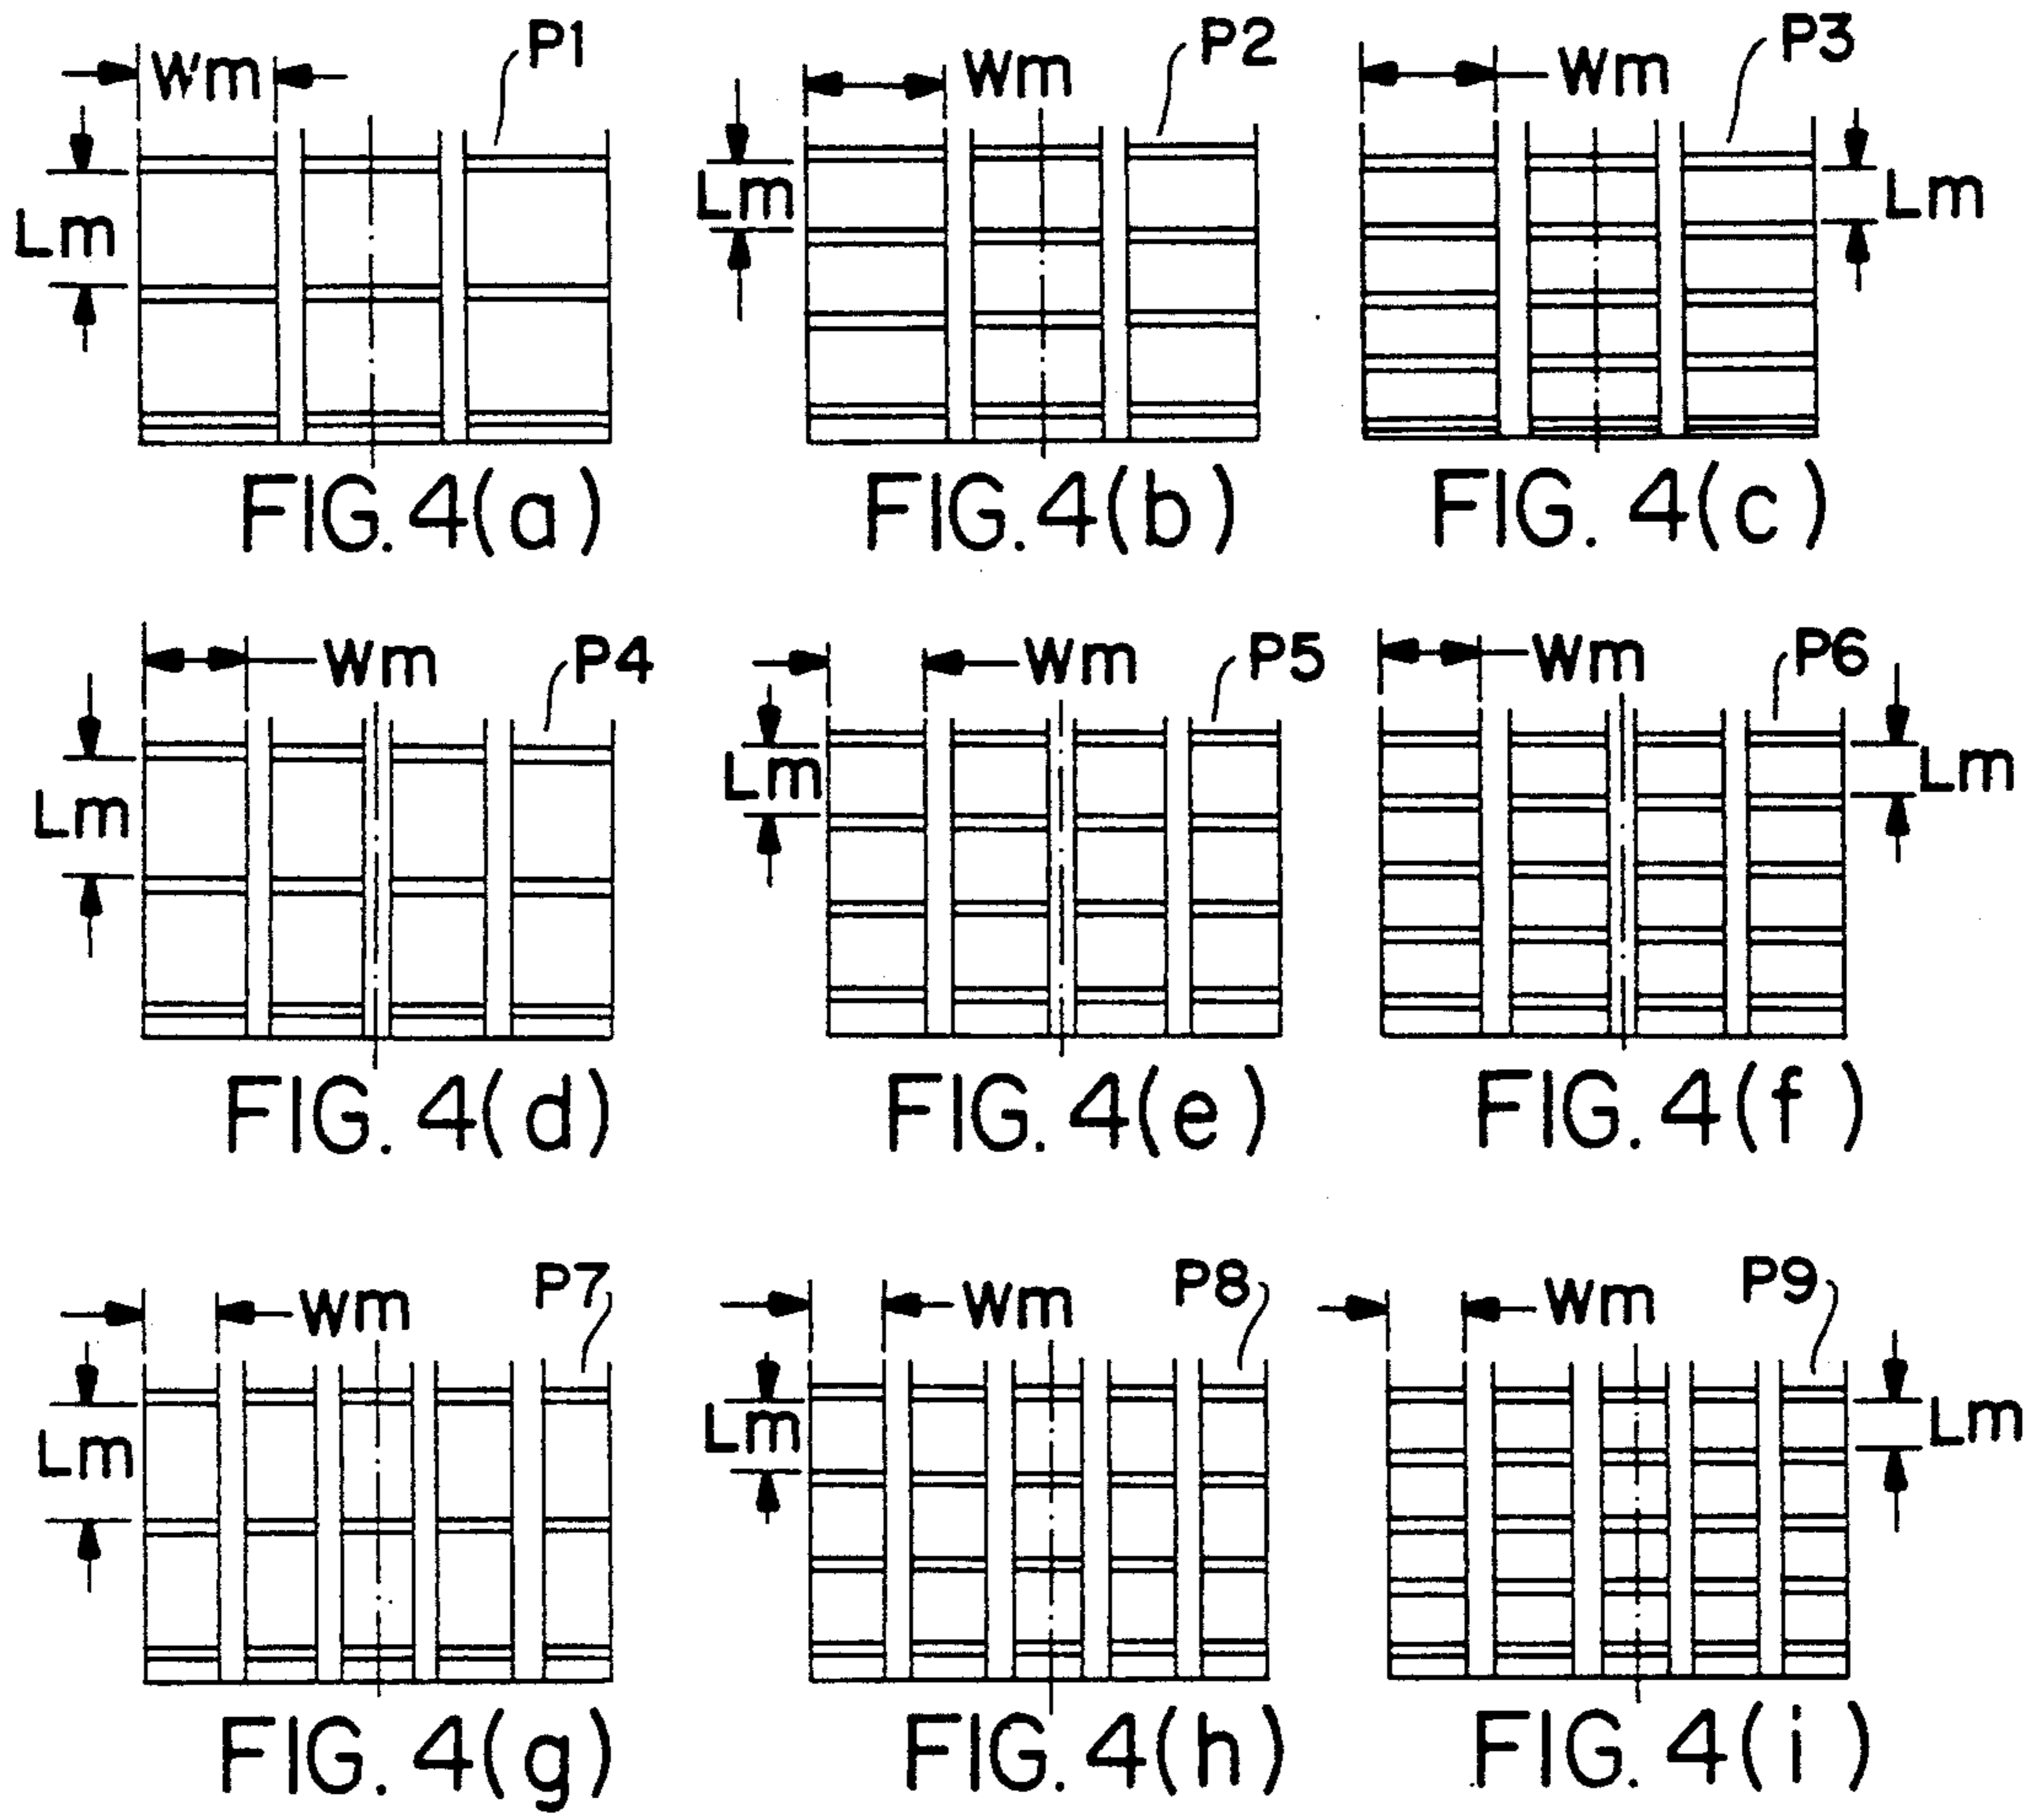 Wm P1
Lm
FIG. 4(a)
Wm P2
Lm
FIG. 4(b)
Wm P3
Lm
FIG. 4(c)
Wm P4
Lm
FIG. 4(d)
Wm P5
Lm
FIG. 4(e)
Wm P6
Lm
FIG. 4(f)
Wm P7
Lm
FIG. 4(g)
Wm P8
Lm
FIG. 4(h)
Wm P9
Lm
FIG. 4(i)